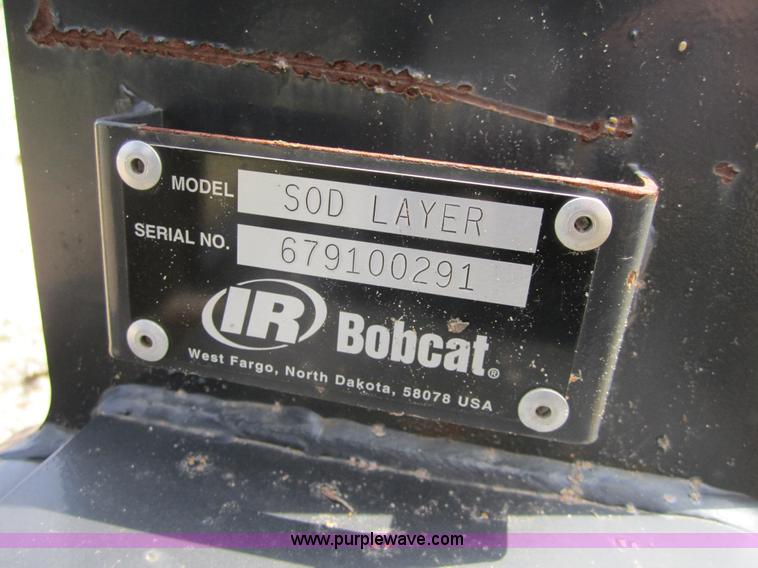 MODEL SOD LAYER
SERIAL NO. 679100291
IR Bobcat®
West Fargo, North Dakota, 58078 USA
www.purplewave.com